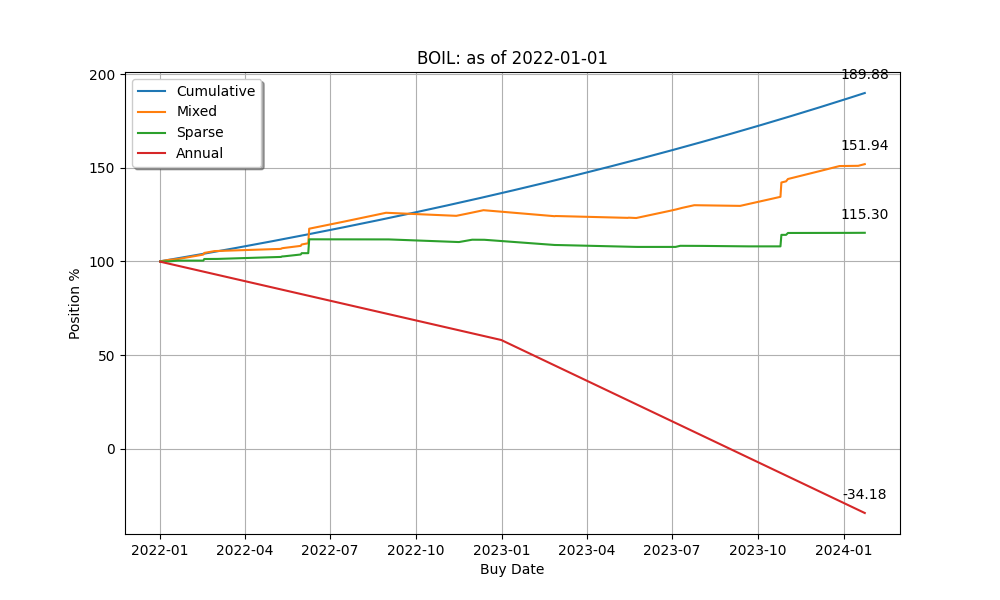 BOIL: as of 2022-01-01
Cumulative
Mixed
Sparse
Annual
189.88
151.94
115.30
-34.18
200
150
100
50
0
Position %
2022-01 2022-04 2022-07 2022-10 2023-01 2023-04 2023-07 2023-10 2024-01
Buy Date